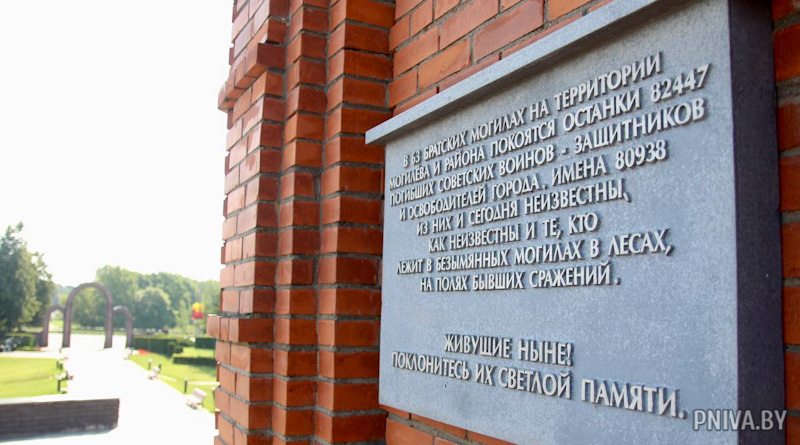 В 63 БРАТСКИХ МОГИЛАХ НА ТЕРРИТОРИИ
МОГИЛЁВА И РАЙОНА ПОКОЯТСЯ ОСТАНКИ 82447
ПОГИБШИХ СОВЕТСКИХ ВОИНОВ - ЗАЩИТНИКОВ
И ОСВОБОДИТЕЛЕЙ ГОРОДА. ИМЕНА 80938
ИЗ НИХ И СЕГОДНЯ НЕИЗВЕСТНЫ,
КАК НЕИЗВЕСТНЫ И ТЕ, КТО
ЛЕЖИТ В БЕЗЫМЯННЫХ МОГИЛАХ В ЛЕСАХ,
НА ПОЛЯХ БЫВШИХ СРАЖЕНИЙ.
ЖИВУЩИЕ НЫНЕ!
ПОКЛОНИТЕСЬ ИХ СВЕТЛОЙ ПАМЯТИ.
PNIVA.BY